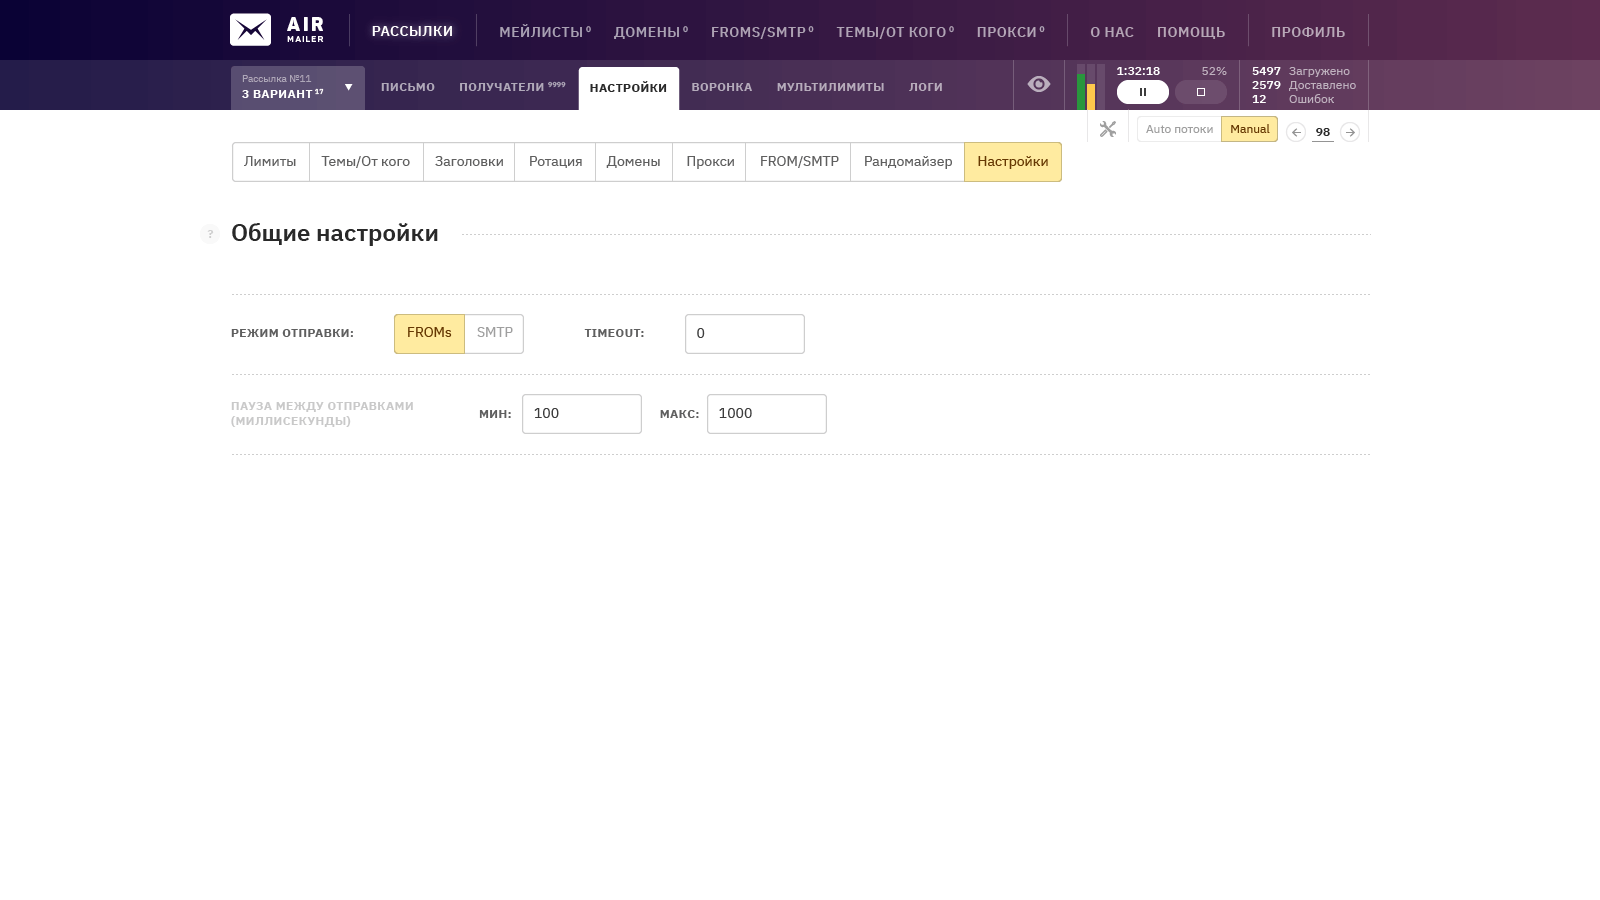 AIR
MAILER
РАССЫЛКИ
МЕЙЛИСТЫ 0
ДОМЕНЫ 0
FROMS/SMTP 0
ТЕМЫ/ОТ КОГО 0
ПРОКСИ 0
О НАС
ПОМОЩЬ
ПРОФИЛЬ
Рассылка №11
3 ВАРИАНТ 17
ПИСЬМО
ПОЛУЧАТЕЛИ 9999
НАСТРОЙКИ
ВОРОНКА
МУЛЬТИЛИМИТЫ
ЛОГИ
1:32:18 52%
5497 Загружено
2579 Доставлено
12 Ошибок
Auto потоки
Manual
98
Лимиты
Темы/От кого
Заголовки
Ротация
Домены
Прокси
FROM/SMTP
Рандомайзер
Настройки
?
Общие настройки
РЕЖИМ ОТПРАВКИ:
FROMs
SMTP
TIMEOUT:
0
ПАУЗА МЕЖДУ ОТПРАВКАМИ
(МИЛЛИСЕКУНДЫ)
МИН:
100
МАКС:
1000